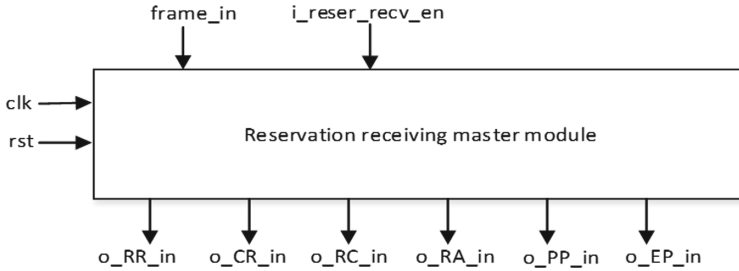 frame_in i_reser_recv_en
clk
Reservation receiving master module
rst
o_RR_in o_CR_in o_RC_in o_RA_in o_PP_in o_EP_in